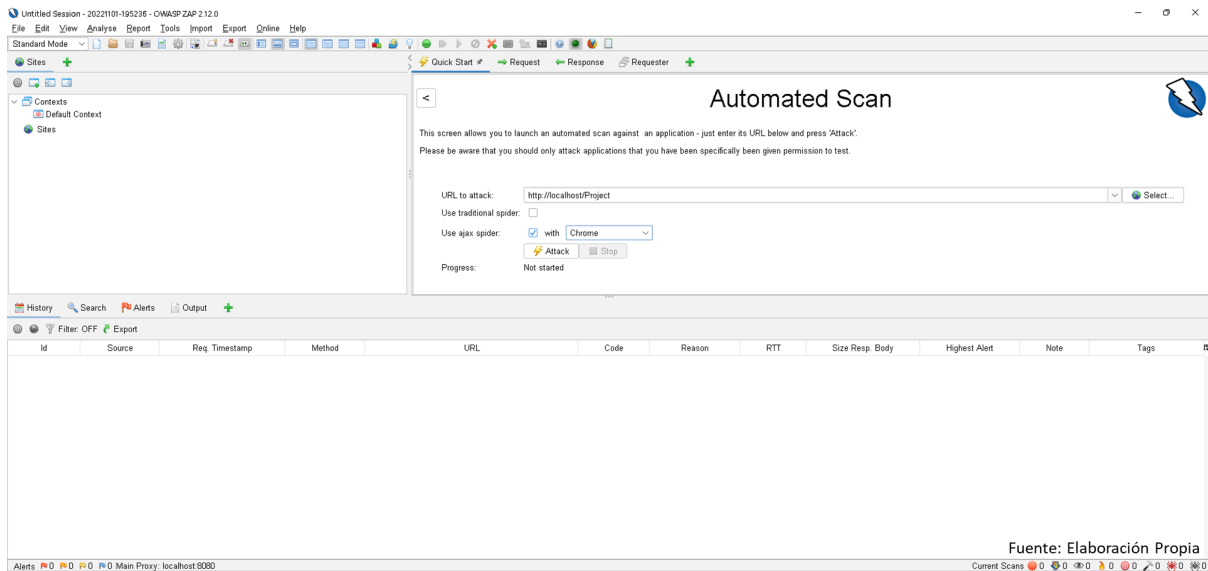 Untitled Session - 20221101-195236 - OWASP ZAP 2.12.0
File Edit View Analyse Report Tools Import Export Online Help
Standard Mode
Sites
Quick Start Request Response Requester
Contexts
Default Context
Sites
<
Automated Scan
This screen allows you to launch an automated scan against an application - just enter its URL below and press 'Attack'.
Please be aware that you should only attack applications that you have been specifically been given permission to test.
URL to attack: http://localhost/Project Select...
Use traditional spider:
Use ajax spider: with Chrome
Attack Stop
Progress: Not started
History Search Alerts Output
Filter: OFF Export
Id Source Req. Timestamp Method URL Code Reason RTT Size Resp. Body Highest Alert Note Tags
Fuente: Elaboración Propia
Alerts 0 0 0 0 Main Proxy: localhost:8080 Current Scans 0 0 0 0 0 0 0 0